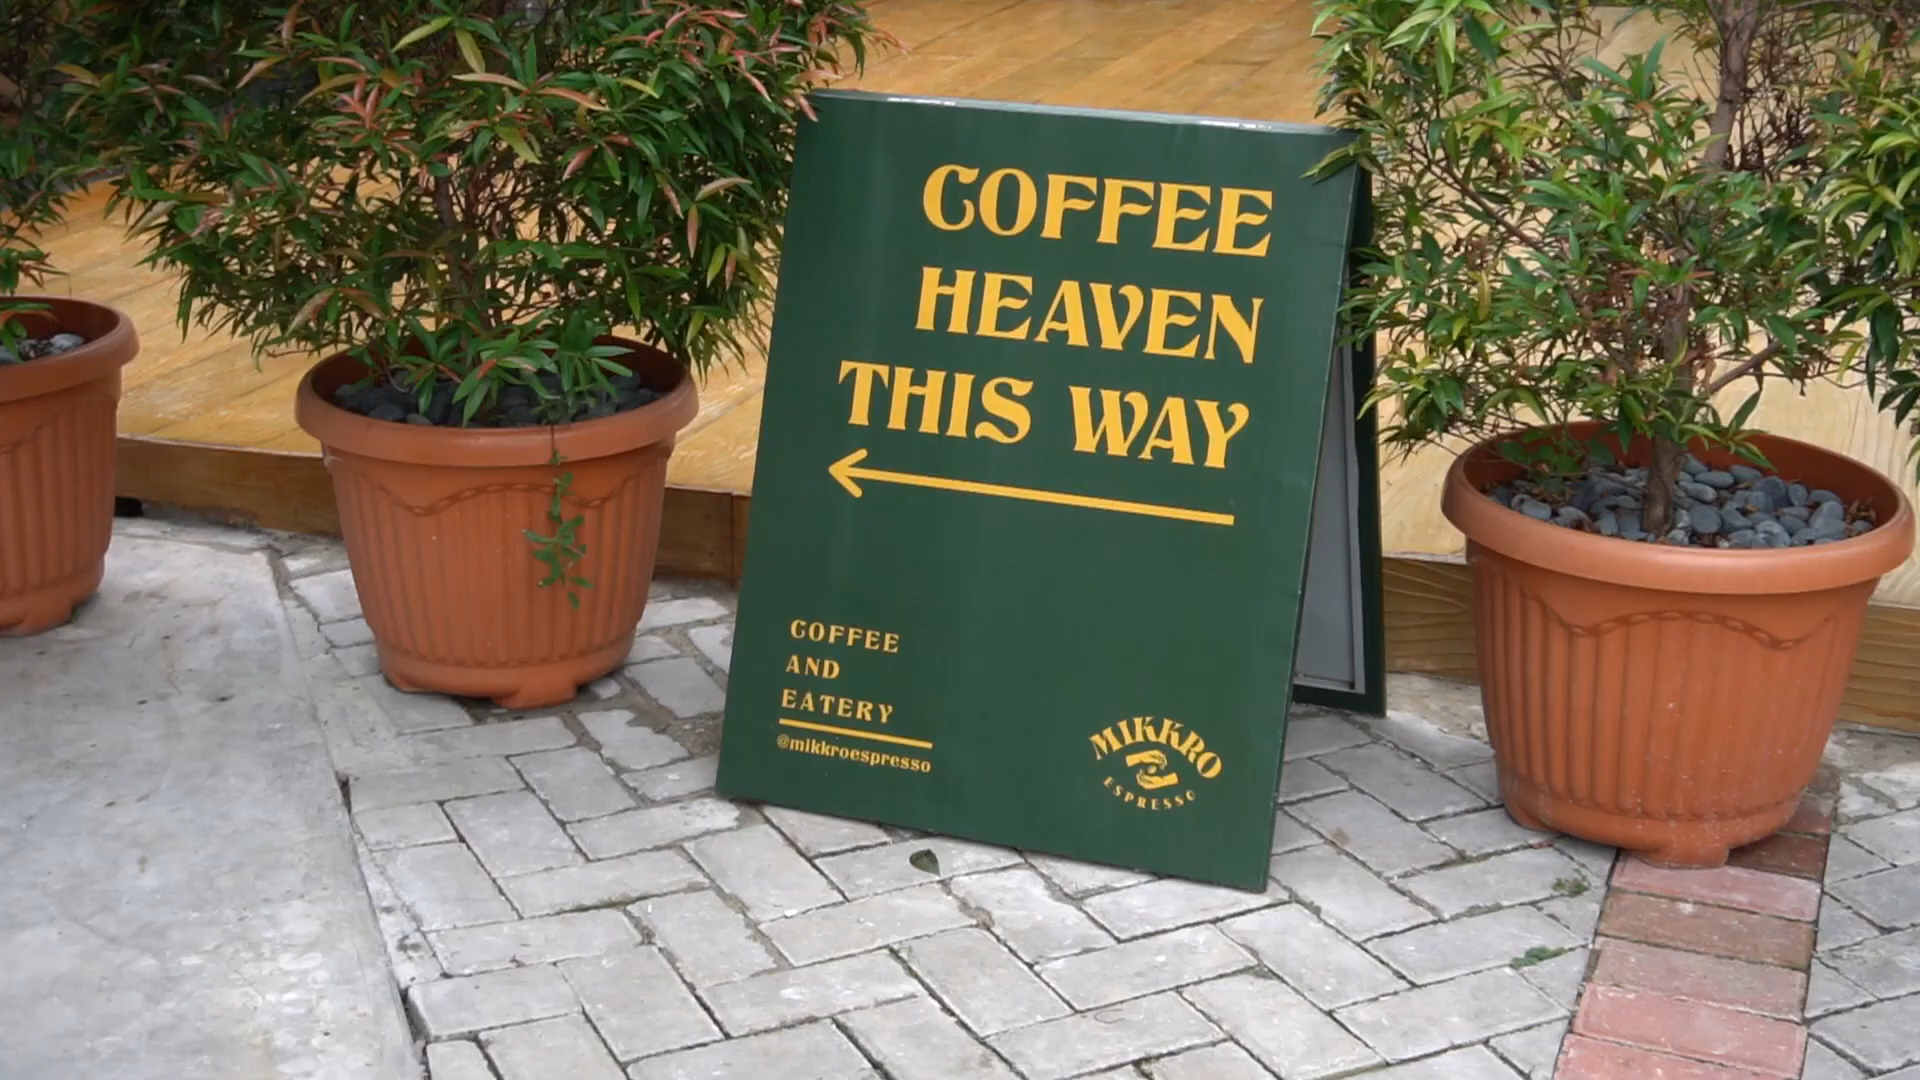 COFFEE
HEAVEN
THIS WAY
COFFEE
AND
EATERY
@mikkroespresso
MIKKRO
ESPRESSO